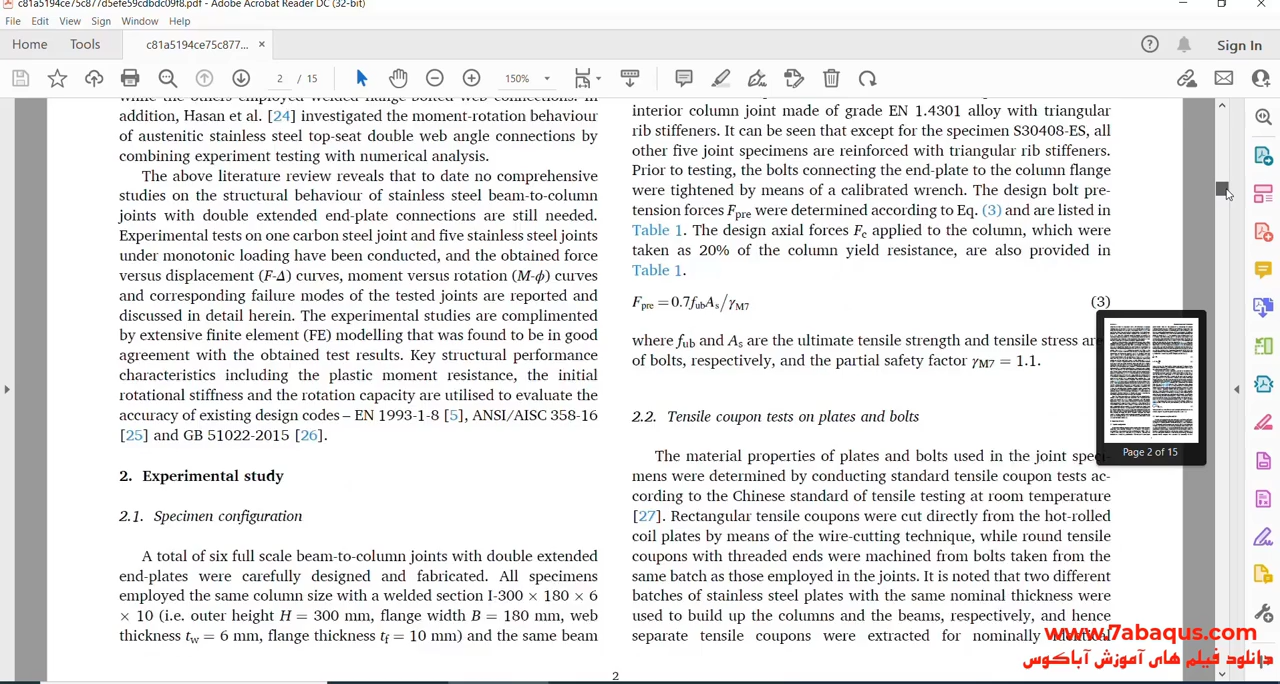 c81a5194ce75c877d5efe59cdbdc09f8.pdf - Adobe Acrobat Reader DC (32-bit)
File Edit View Sign Window Help
Home Tools c81a5194ce75c877... × Sign In
2 / 15 150%
while the others employed welded flange-bolted web connections. In
addition, Hasan et al. [24] investigated the moment-rotation behaviour
of austenitic stainless steel top-seat double web angle connections by
combining experiment testing with numerical analysis.
The above literature review reveals that to date no comprehensive
studies on the structural behaviour of stainless steel beam-to-column
joints with double extended end-plate connections are still needed.
Experimental tests on one carbon steel joint and five stainless steel joints
under monotonic loading have been conducted, and the obtained force
versus displacement (F-Δ) curves, moment versus rotation (M-ϕ) curves
and corresponding failure modes of the tested joints are reported and
discussed in detail herein. The experimental studies are complimented
by extensive finite element (FE) modelling that was found to be in good
agreement with the obtained test results. Key structural performance
characteristics including the plastic moment resistance, the initial
rotational stiffness and the rotation capacity are utilised to evaluate the
accuracy of existing design codes – EN 1993-1-8 [5], ANSI/AISC 358-16
[25] and GB 51022-2015 [26].
2. Experimental study
2.1. Specimen configuration
A total of six full scale beam-to-column joints with double extended
end-plates were carefully designed and fabricated. All specimens
employed the same column size with a welded section I-300 × 180 × 6
× 10 (i.e. outer height H = 300 mm, flange width B = 180 mm, web
thickness tw = 6 mm, flange thickness tf = 10 mm) and the same beam
interior column joint made of grade EN 1.4301 alloy with triangular
rib stiffeners. It can be seen that except for the specimen S30408-ES, all
other five joint specimens are reinforced with triangular rib stiffeners.
Prior to testing, the bolts connecting the end-plate to the column flange
were tightened by means of a calibrated wrench. The design bolt pre-
tension forces Fpre were determined according to Eq. (3) and are listed in
Table 1. The design axial forces Fc applied to the column, which were
taken as 20% of the column yield resistance, are also provided in
Table 1.
Fpre = 0.7fubAs/γM7 (3)
where fub and As are the ultimate tensile strength and tensile stress are
of bolts, respectively, and the partial safety factor γM7 = 1.1.
2.2. Tensile coupon tests on plates and bolts
The material properties of plates and bolts used in the joint speci-
mens were determined by conducting standard tensile coupon tests ac-
cording to the Chinese standard of tensile testing at room temperature
[27]. Rectangular tensile coupons were cut directly from the hot-rolled
coil plates by means of the wire-cutting technique, while round tensile
coupons with threaded ends were machined from bolts taken from the
same batch as those employed in the joints. It is noted that two different
batches of stainless steel plates with the same nominal thickness were
used to build up the columns and the beams, respectively, and hence
separate tensile coupons were extracted for nominally identical
Page 2 of 15
2
www.7abaqus.com
دانلود فیلم های آموزش آباکوس